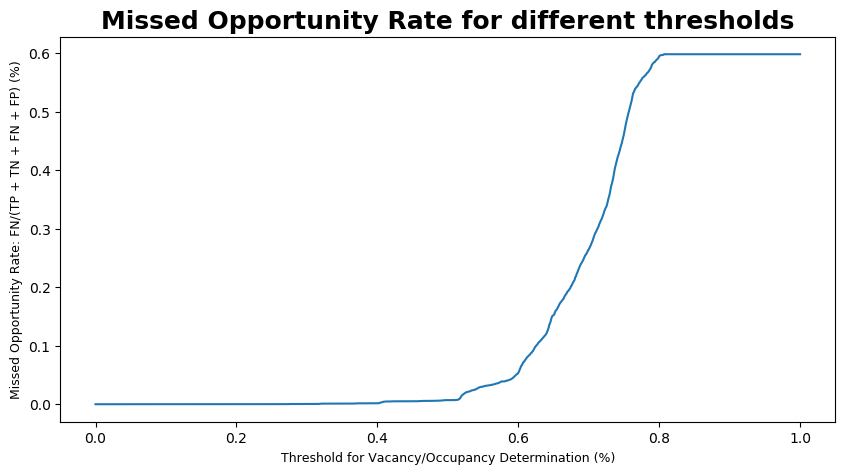 Missed Opportunity Rate for different thresholds
Missed Opportunity Rate: FN/(TP + TN + FN + FP) (%)
0.6
0.5
0.4
0.3
0.2
0.1
0.0
0.0 0.2 0.4 0.6 0.8 1.0
Threshold for Vacancy/Occupancy Determination (%)